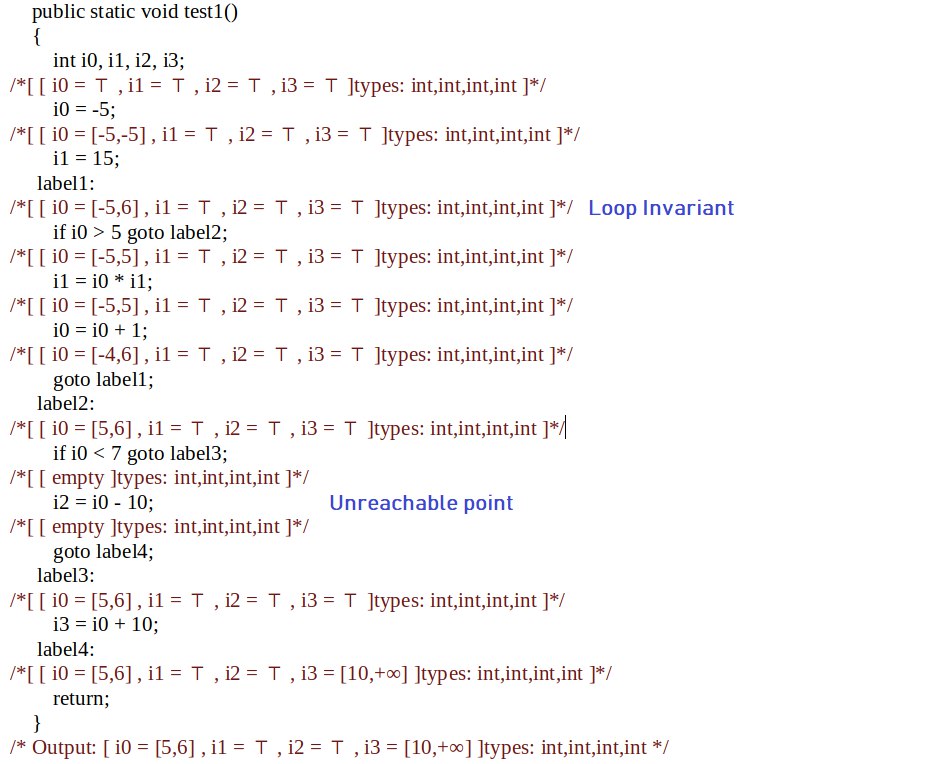 public static void test1()
{
int i0, i1, i2, i3;
/*[ [ i0 = ⊤ , i1 = ⊤ , i2 = ⊤ , i3 = ⊤ ]types: int,int,int,int ]*/
i0 = -5;
/*[ [ i0 = [-5,-5] , i1 = ⊤ , i2 = ⊤ , i3 = ⊤ ]types: int,int,int,int ]*/
i1 = 15;
label1:
/*[ [ i0 = [-5,6] , i1 = ⊤ , i2 = ⊤ , i3 = ⊤ ]types: int,int,int,int ]*/ Loop Invariant
if i0 > 5 goto label2;
/*[ [ i0 = [-5,5] , i1 = ⊤ , i2 = ⊤ , i3 = ⊤ ]types: int,int,int,int ]*/
i1 = i0 * i1;
/*[ [ i0 = [-5,5] , i1 = ⊤ , i2 = ⊤ , i3 = ⊤ ]types: int,int,int,int ]*/
i0 = i0 + 1;
/*[ [ i0 = [-4,6] , i1 = ⊤ , i2 = ⊤ , i3 = ⊤ ]types: int,int,int,int ]*/
goto label1;
label2:
/*[ [ i0 = [5,6] , i1 = ⊤ , i2 = ⊤ , i3 = ⊤ ]types: int,int,int,int ]*/
if i0 < 7 goto label3;
/*[ [ empty ]types: int,int,int,int ]*/
i2 = i0 - 10; Unreachable point
/*[ [ empty ]types: int,int,int,int ]*/
goto label4;
label3:
/*[ [ i0 = [5,6] , i1 = ⊤ , i2 = ⊤ , i3 = ⊤ ]types: int,int,int,int ]*/
i3 = i0 + 10;
label4:
/*[ [ i0 = [5,6] , i1 = ⊤ , i2 = ⊤ , i3 = [10,+∞] ]types: int,int,int,int ]*/
return;
}
/* Output: [ i0 = [5,6] , i1 = ⊤ , i2 = ⊤ , i3 = [10,+∞] ]types: int,int,int,int */